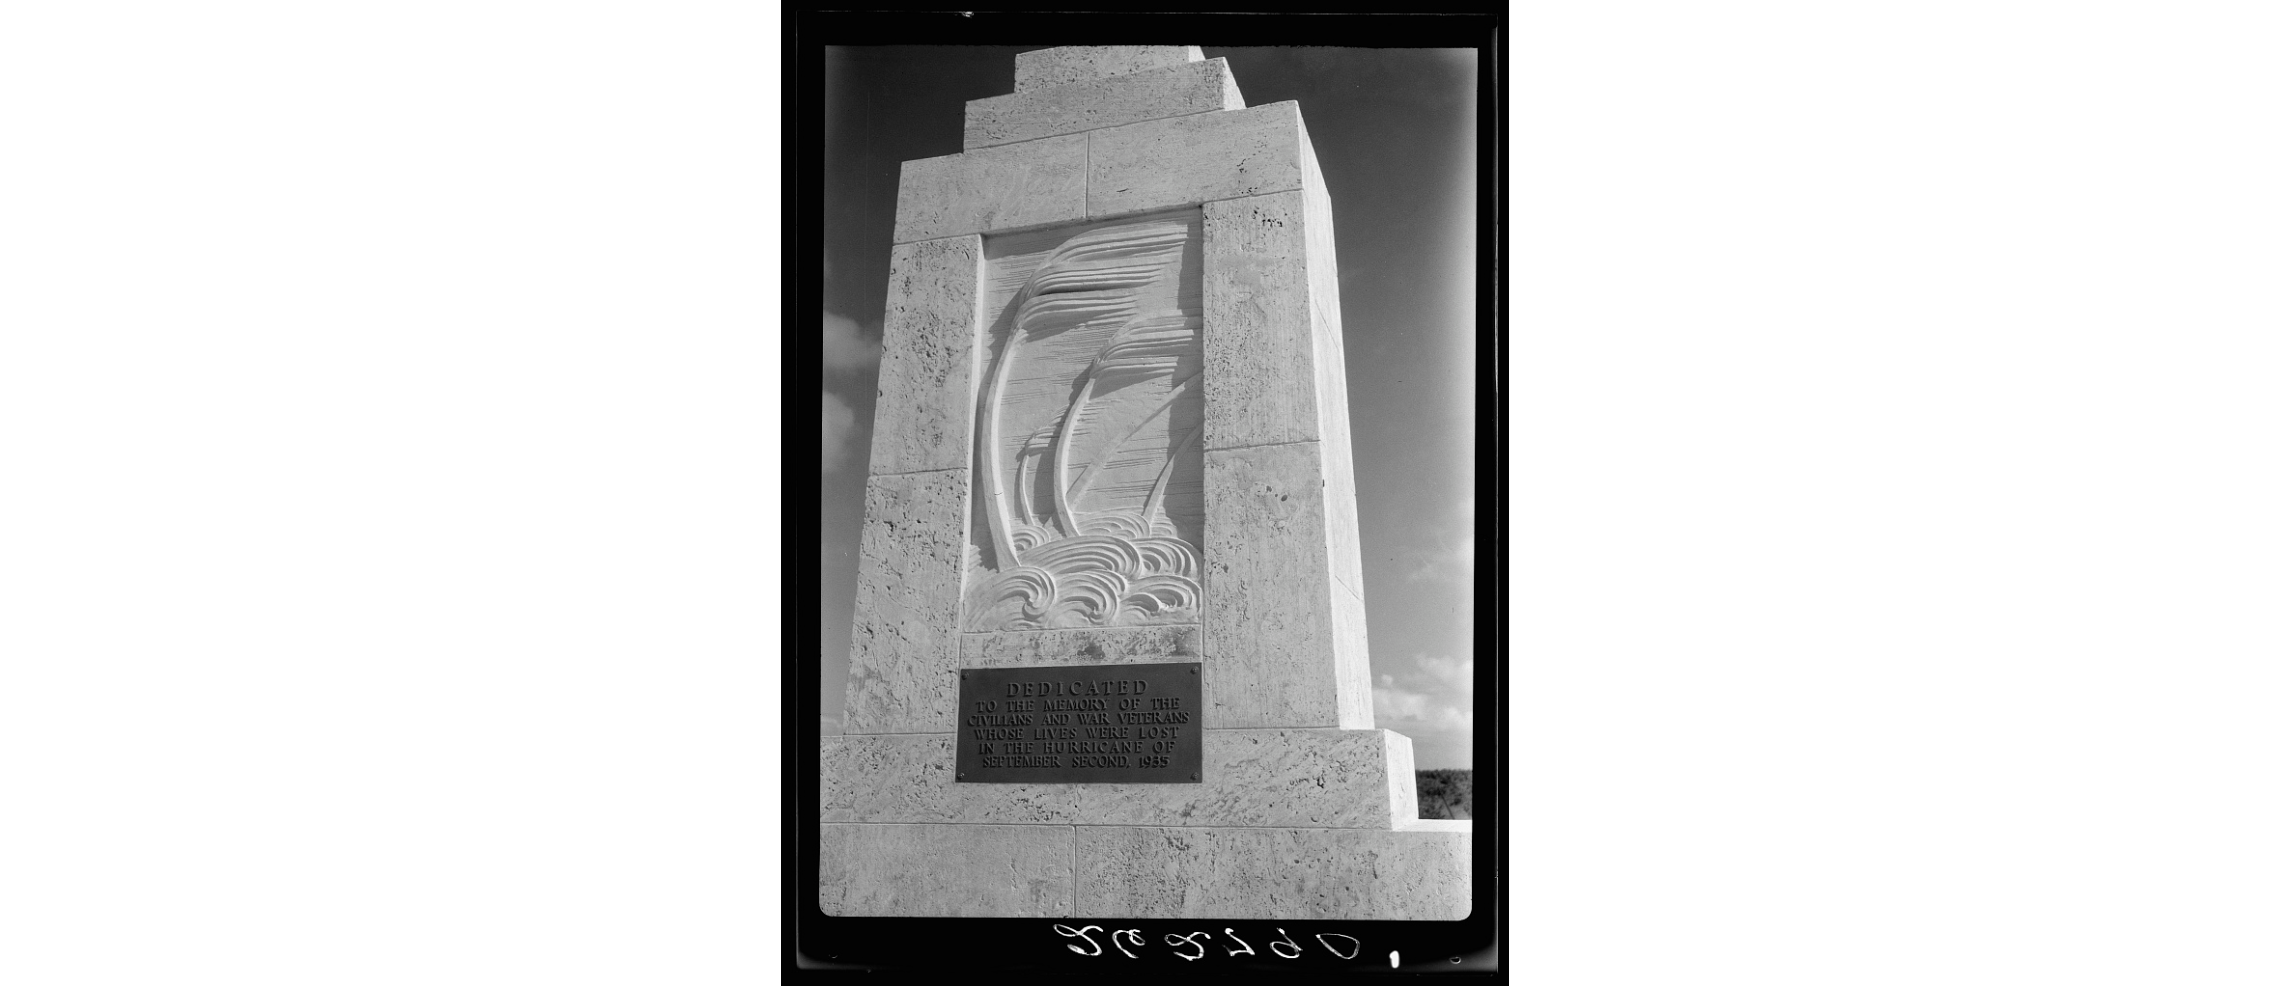 DEDICATED
TO THE MEMORY OF THE
CIVILIANS AND WAR VETERANS
WHOSE LIVES WERE LOST
IN THE HURRICANE OF
SEPTEMBER SECOND, 1935
262790